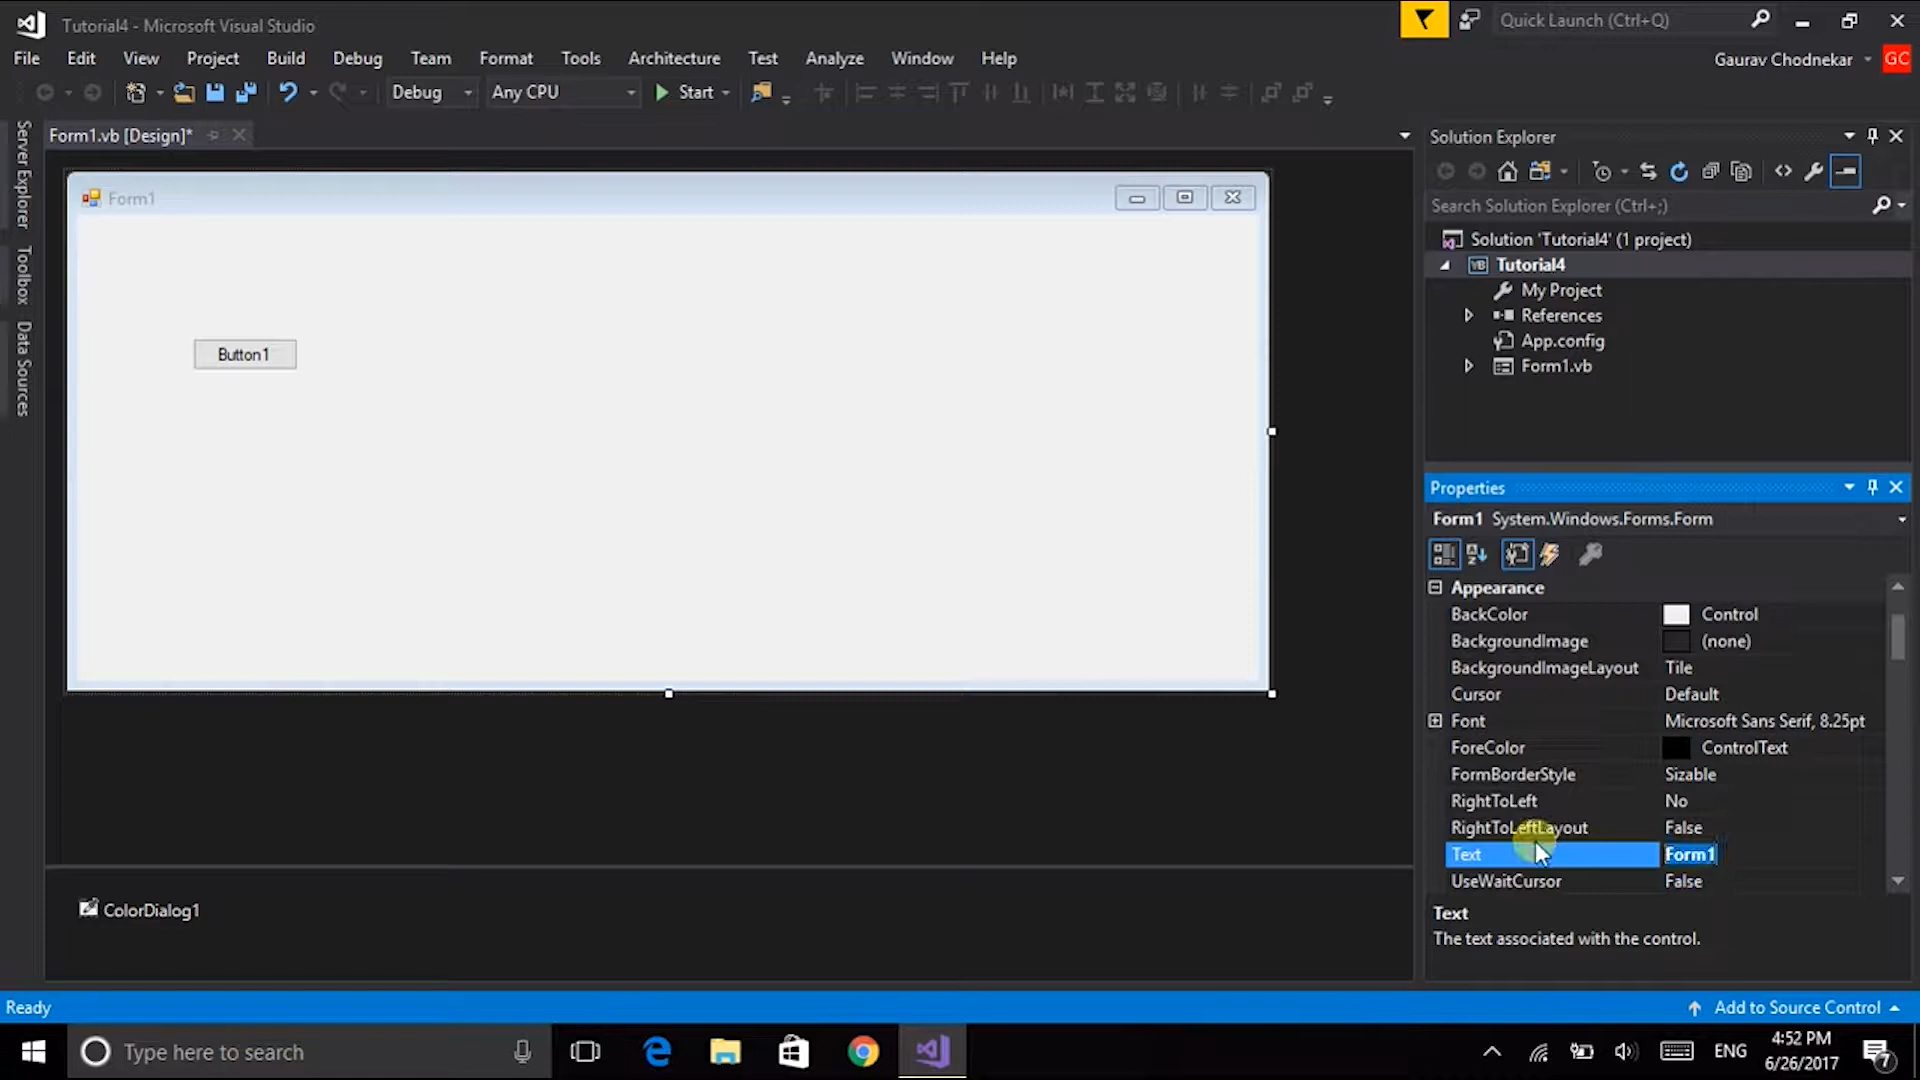 Tutorial4 - Microsoft Visual Studio
Quick Launch (Ctrl+Q)
File Edit View Project Build Debug Team Format Tools Architecture Test Analyze Window Help
Gaurav Chodnekar
GC
Debug
Any CPU
Start
Server Explorer
Toolbox
Data Sources
Form1.vb [Design]*
Form1
Button1
ColorDialog1
Solution Explorer
Search Solution Explorer (Ctrl+;)
Solution 'Tutorial4' (1 project)
VB Tutorial4
My Project
References
App.config
Form1.vb
Properties
Form1 System.Windows.Forms.Form
Appearance
BackColor Control
BackgroundImage (none)
BackgroundImageLayout Tile
Cursor Default
Font Microsoft Sans Serif, 8.25pt
ForeColor ControlText
FormBorderStyle Sizable
RightToLeft No
RightToLeftLayout False
Text Form1
UseWaitCursor False
Text
The text associated with the control.
Ready
Add to Source Control
Type here to search
ENG
4:52 PM
6/26/2017
7